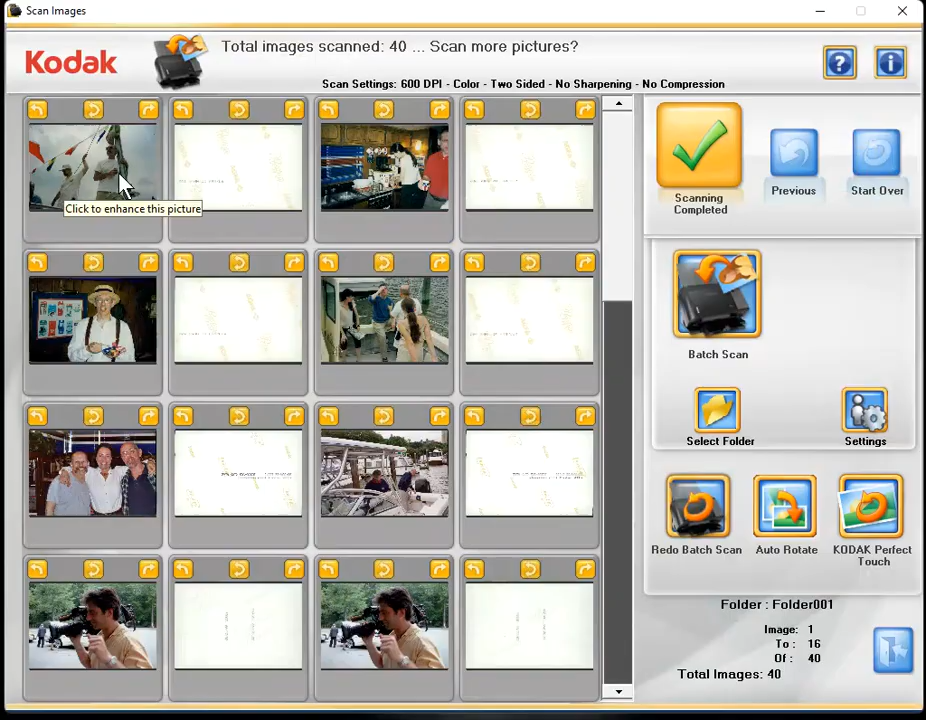 Scan Images
Kodak
Total images scanned: 40 ... Scan more pictures?
Scan Settings: 600 DPI - Color - Two Sided - No Sharpening - No Compression
Click to enhance this picture
Scanning
Completed
Previous
Start Over
Batch Scan
Select Folder
Settings
Redo Batch Scan
Auto Rotate
KODAK Perfect
Touch
Folder : Folder001
Image: 1
To : 16
Of : 40
Total Images: 40